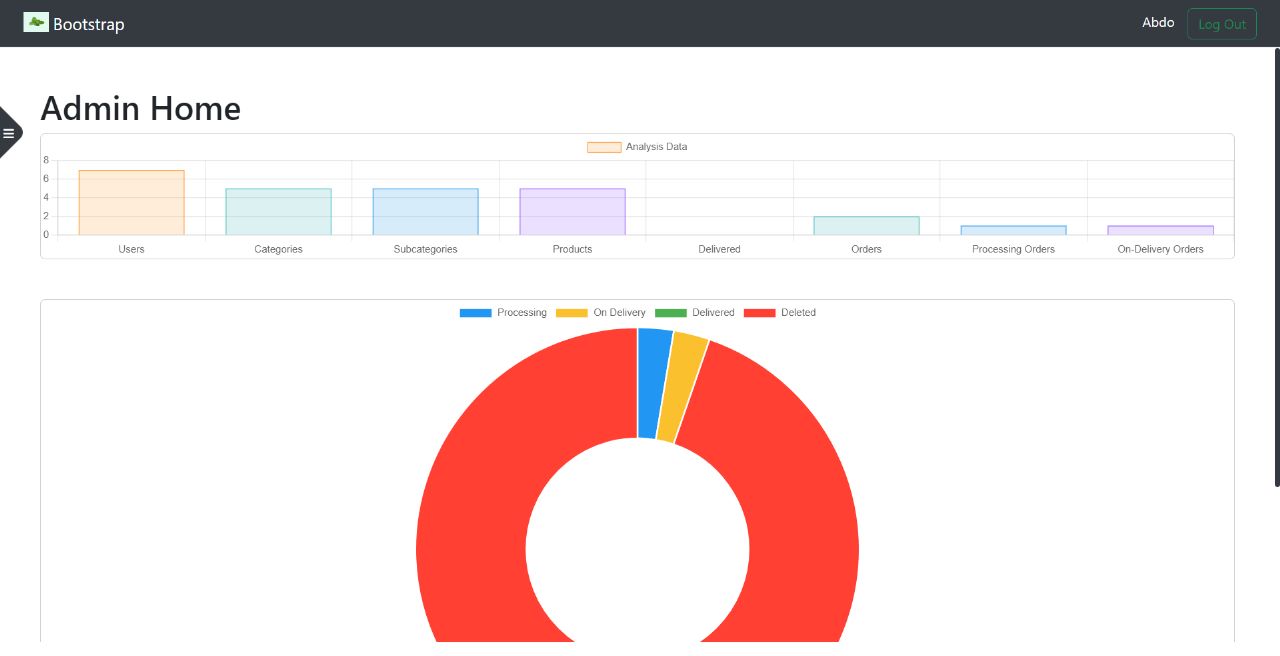 Bootstrap
Abdo
Log Out
Admin Home
Analysis Data
8
6
4
2
0
Users Categories Subcategories Products Delivered Orders Processing Orders On-Delivery Orders
Processing On Delivery Delivered Deleted